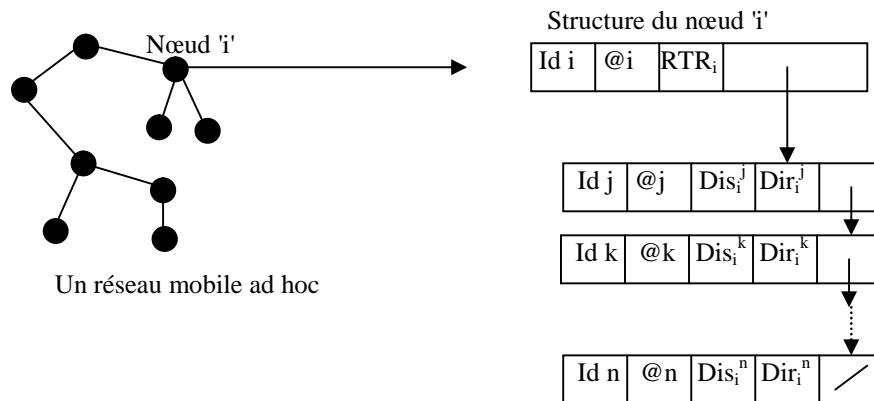 Structure du nœud 'i'
Nœud 'i'
Id i @i RTRᵢ
Id j @j Disᵢʲ Dirᵢʲ
Id k @k Disᵢᵏ Dirᵢᵏ
Un réseau mobile ad hoc
Id n @n Disᵢⁿ Dirᵢⁿ